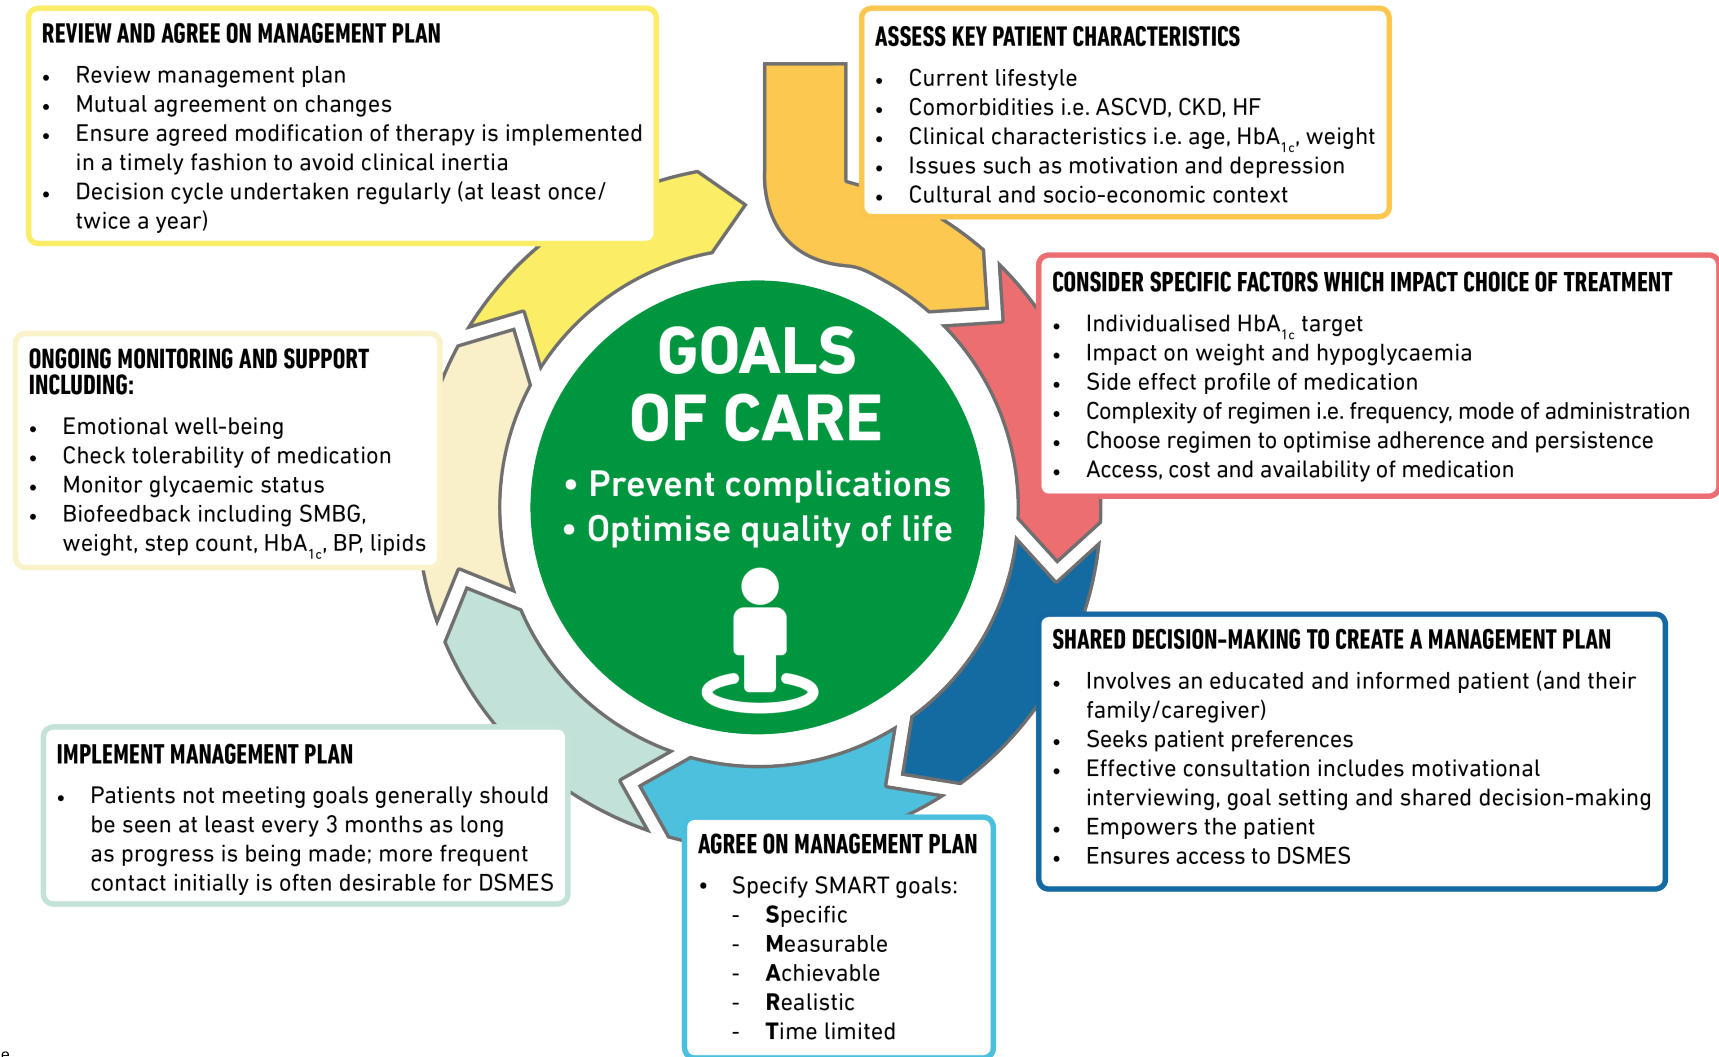 REVIEW AND AGREE ON MANAGEMENT PLAN
• Review management plan
• Mutual agreement on changes
• Ensure agreed modification of therapy is implemented
in a timely fashion to avoid clinical inertia
• Decision cycle undertaken regularly (at least once/
twice a year)
ASSESS KEY PATIENT CHARACTERISTICS
• Current lifestyle
• Comorbidities i.e. ASCVD, CKD, HF
• Clinical characteristics i.e. age, HbA1c, weight
• Issues such as motivation and depression
• Cultural and socio-economic context
CONSIDER SPECIFIC FACTORS WHICH IMPACT CHOICE OF TREATMENT
• Individualised HbA1c target
• Impact on weight and hypoglycaemia
• Side effect profile of medication
• Complexity of regimen i.e. frequency, mode of administration
• Choose regimen to optimise adherence and persistence
• Access, cost and availability of medication
SHARED DECISION-MAKING TO CREATE A MANAGEMENT PLAN
• Involves an educated and informed patient (and their
family/caregiver)
• Seeks patient preferences
• Effective consultation includes motivational
interviewing, goal setting and shared decision-making
• Empowers the patient
• Ensures access to DSMES
AGREE ON MANAGEMENT PLAN
• Specify SMART goals:
- Specific
- Measurable
- Achievable
- Realistic
- Time limited
IMPLEMENT MANAGEMENT PLAN
• Patients not meeting goals generally should
be seen at least every 3 months as long
as progress is being made; more frequent
contact initially is often desirable for DSMES
ONGOING MONITORING AND SUPPORT
INCLUDING:
• Emotional well-being
• Check tolerability of medication
• Monitor glycaemic status
• Biofeedback including SMBG,
weight, step count, HbA1c, BP, lipids
GOALS
OF CARE
• Prevent complications
• Optimise quality of life
e